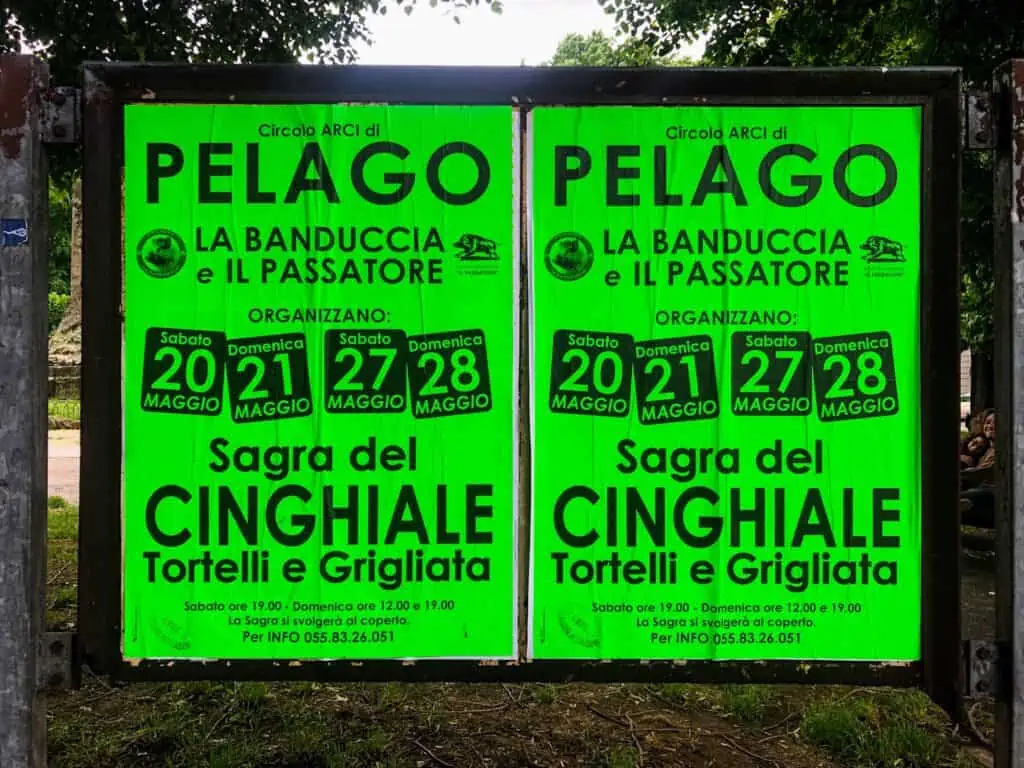 Circolo ARCI di
PELAGO
LA BANDUCCIA
e IL PASSATORE
ORGANIZZANO:
Sabato
20
MAGGIO
Domenica
21
MAGGIO
Sabato
27
MAGGIO
Domenica
28
MAGGIO
Sagra del
CINGHIALE
Tortelli e Grigliata
Sabato ore 19.00 - Domenica ore 12.00 e 19.00
La Sagra si svolgerà al coperto.
Per INFO 055.83.26.051
Circolo ARCI di
PELAGO
LA BANDUCCIA
e IL PASSATORE
"IL PASSATORE"
ORGANIZZANO:
Sabato
20
MAGGIO
Domenica
21
MAGGIO
Sabato
27
MAGGIO
Domenica
28
MAGGIO
Sagra del
CINGHIALE
Tortelli e Grigliata
Sabato ore 19.00 - Domenica ore 12.00 e 19.00
La Sagra si svolgerà al coperto.
Per INFO 055.83.26.051